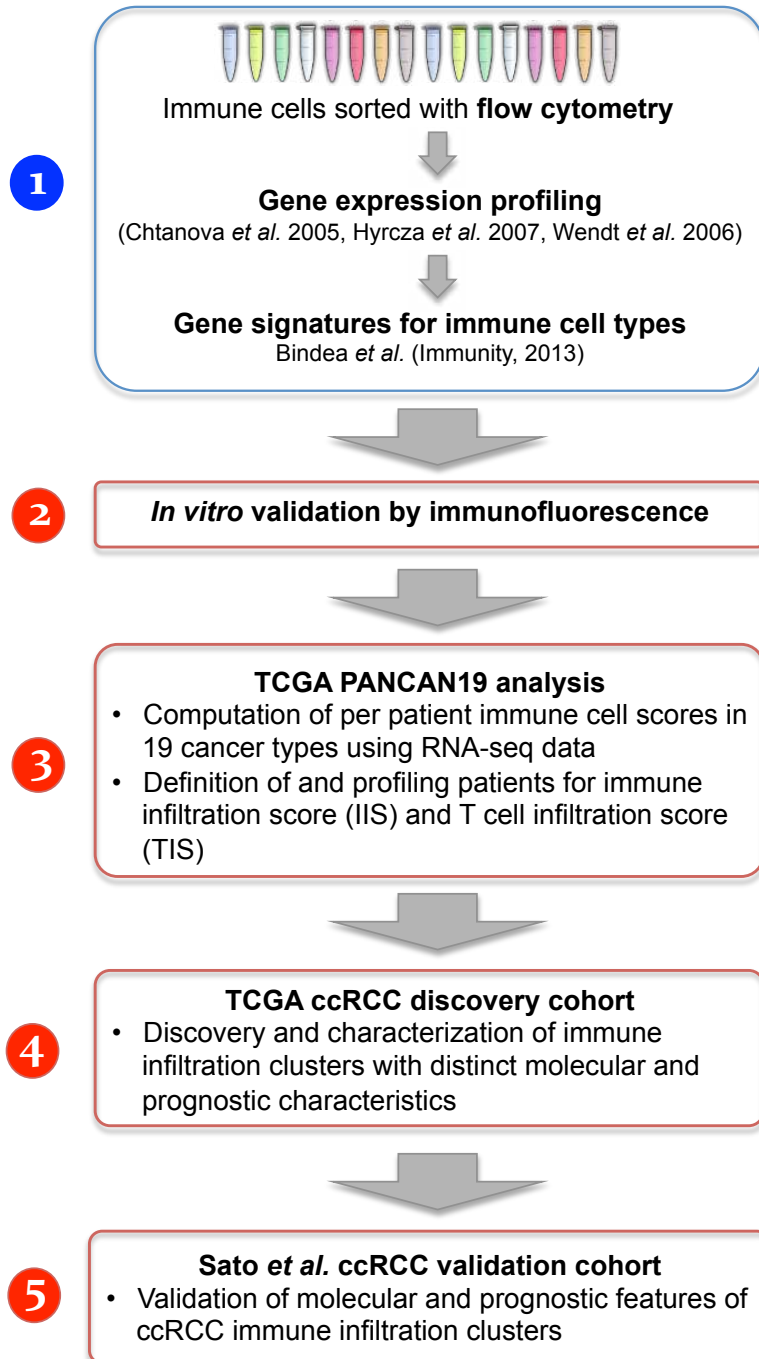 1
Immune cells sorted with flow cytometry
Gene expression profiling
(Chtanova et al. 2005, Hyrcza et al. 2007, Wendt et al. 2006)
Gene signatures for immune cell types
Bindea et al. (Immunity, 2013)
2
In vitro validation by immunofluorescence
3
TCGA PANCAN19 analysis
• Computation of per patient immune cell scores in
19 cancer types using RNA-seq data
• Definition of and profiling patients for immune
infiltration score (IIS) and T cell infiltration score
(TIS)
4
TCGA ccRCC discovery cohort
• Discovery and characterization of immune
infiltration clusters with distinct molecular and
prognostic characteristics
5
Sato et al. ccRCC validation cohort
• Validation of molecular and prognostic features of
ccRCC immune infiltration clusters